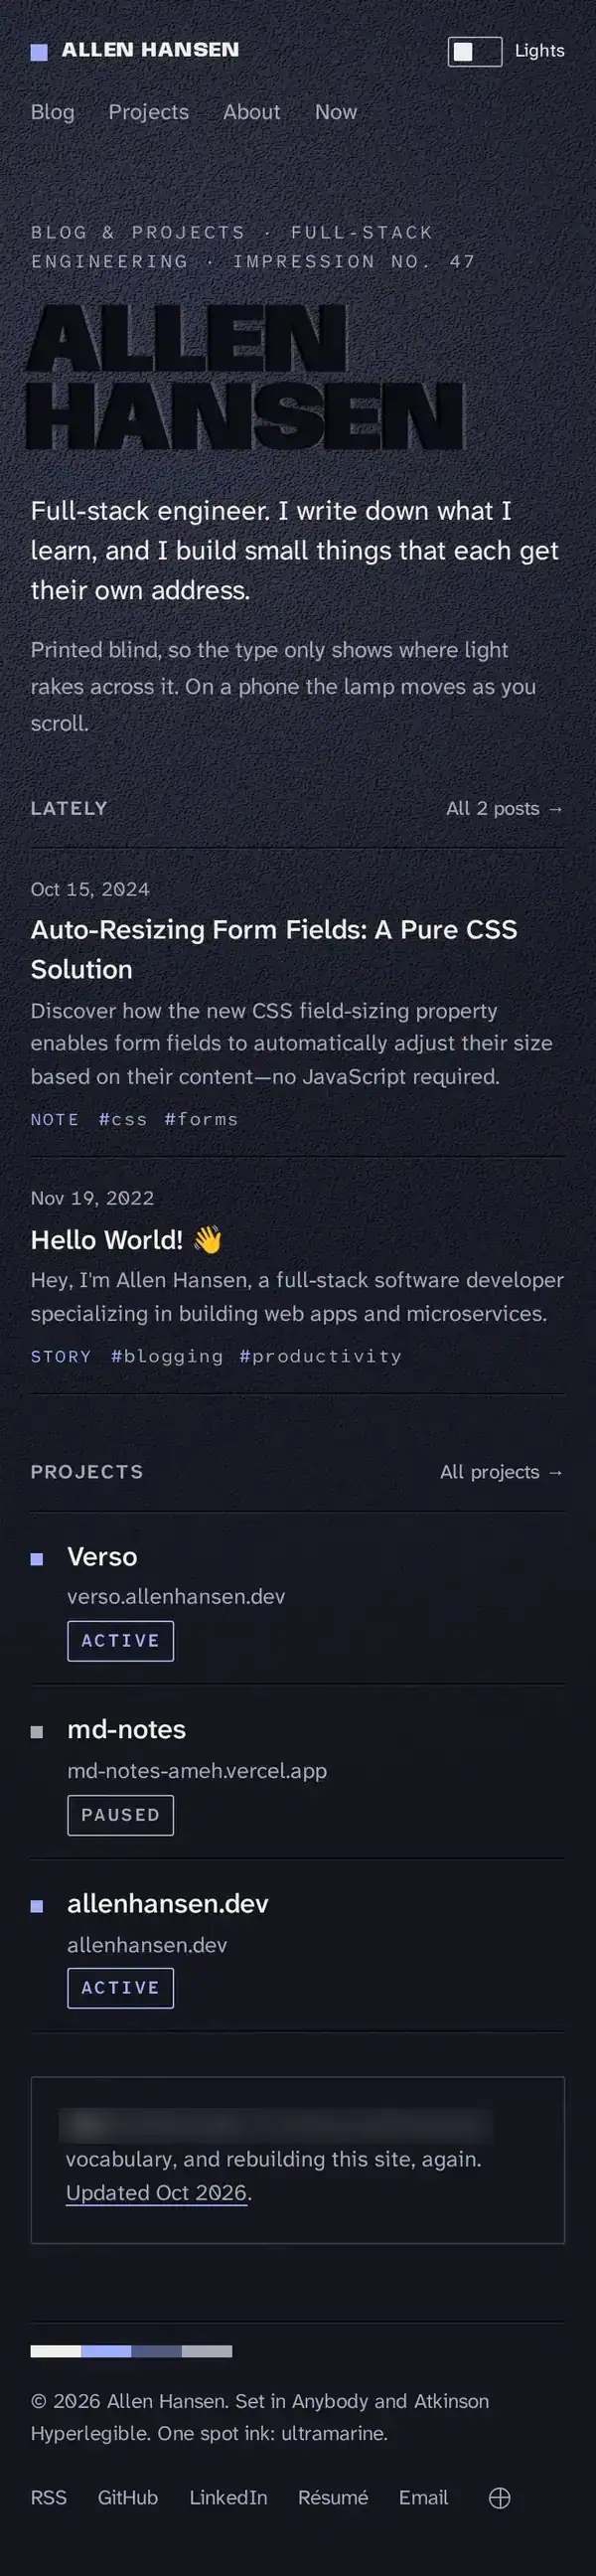 ALLEN HANSEN
Lights
Blog Projects About Now
BLOG & PROJECTS · FULL-STACK
ENGINEERING · IMPRESSION NO. 47
ALLEN
HANSEN
Full-stack engineer. I write down what I
learn, and I build small things that each get
their own address.
Printed blind, so the type only shows where light
rakes across it. On a phone the lamp moves as you
scroll.
LATELY
All 2 posts →
Oct 15, 2024
Auto-Resizing Form Fields: A Pure CSS
Solution
Discover how the new CSS field-sizing property
enables form fields to automatically adjust their size
based on their content—no JavaScript required.
NOTE #css #forms
Nov 19, 2022
Hello World! 👋
Hey, I'm Allen Hansen, a full-stack software developer
specializing in building web apps and microservices.
STORY #blogging #productivity
PROJECTS
All projects →
Verso
verso.allenhansen.dev
ACTIVE
md-notes
md-notes-ameh.vercel.app
PAUSED
allenhansen.dev
allenhansen.dev
ACTIVE
vocabulary, and rebuilding this site, again.
Updated Oct 2026.
© 2026 Allen Hansen. Set in Anybody and Atkinson
Hyperlegible. One spot ink: ultramarine.
RSS GitHub LinkedIn Résumé Email